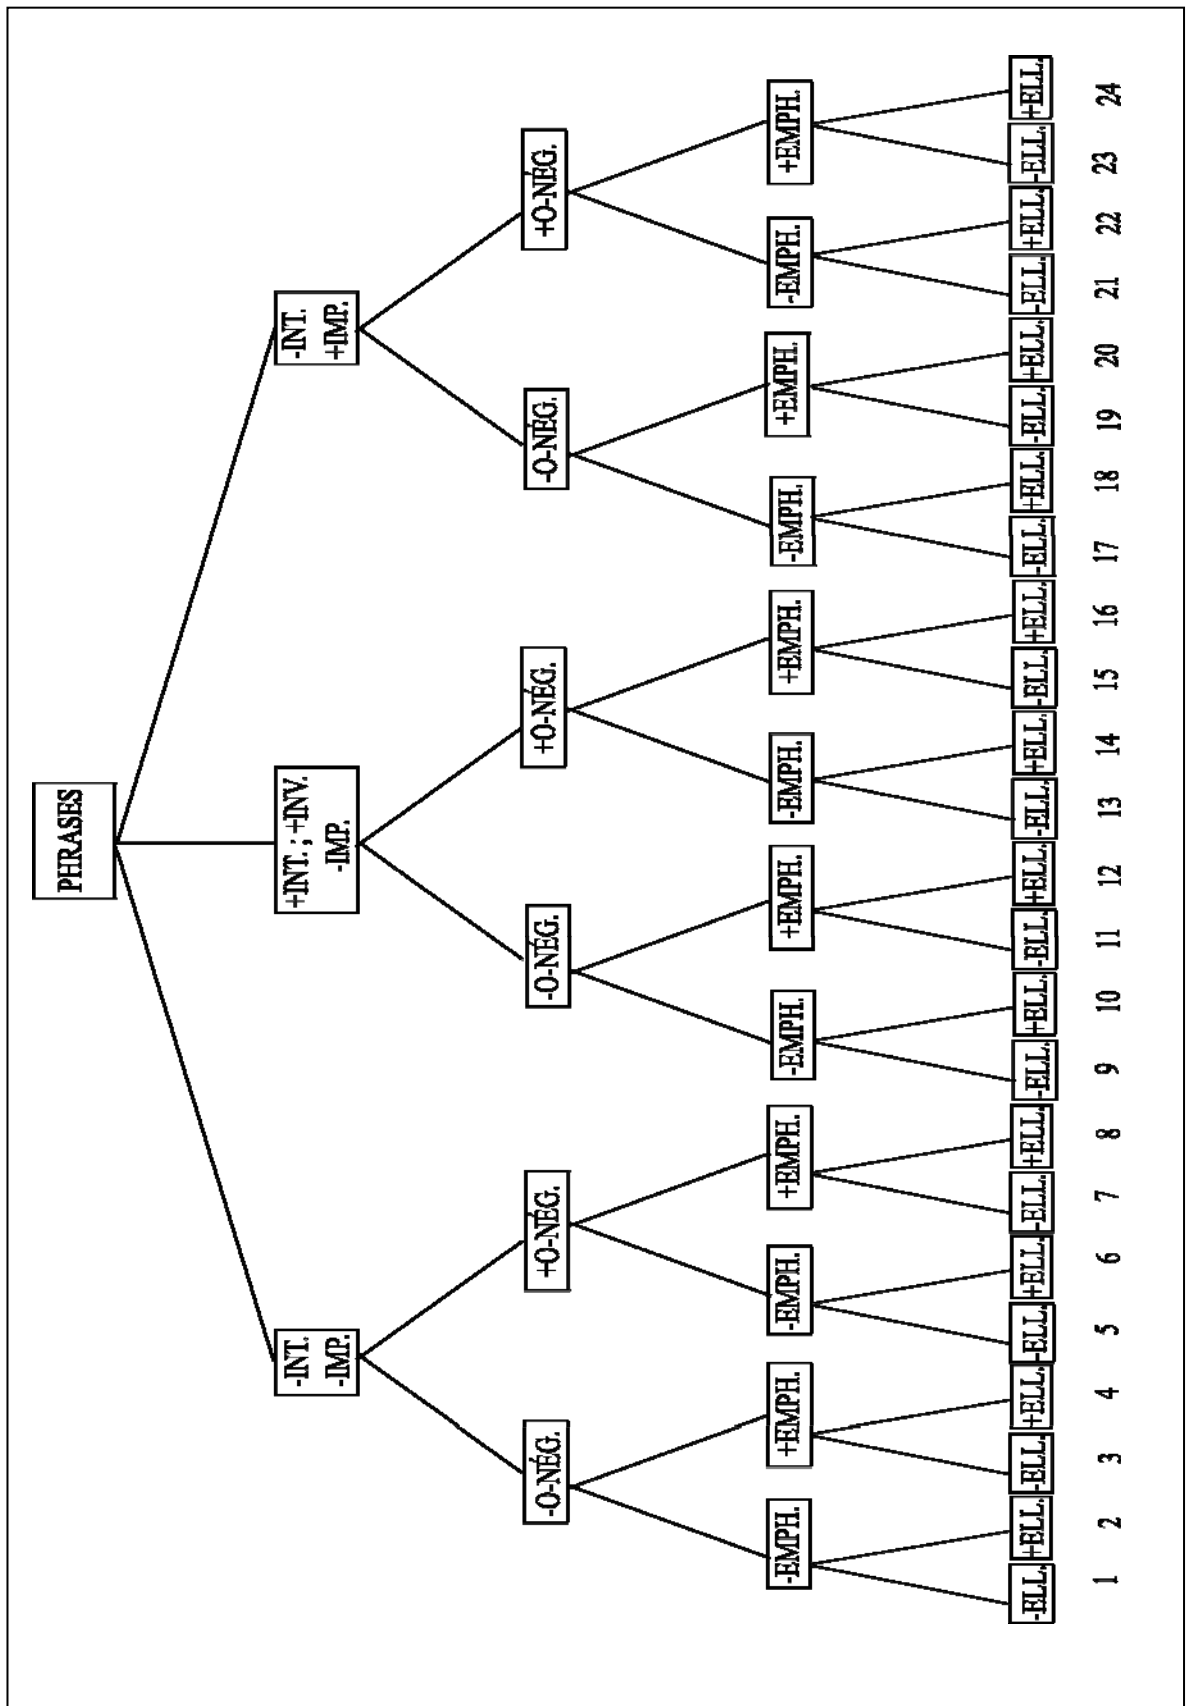 PHRASES
-INT.
-IMP.
+INT. ; +INV.
-IMP.
-INT.
+IMP.
-O-NÉG.
+O-NÉG.
-O-NÉG.
+O-NÉG.
-O-NÉG.
+O-NÉG.
-EMPH.
+EMPH.
-EMPH.
+EMPH.
-EMPH.
+EMPH.
-EMPH.
+EMPH.
-EMPH.
+EMPH.
-EMPH.
+EMPH.
-ELL.
+ELL.
-ELL.
+ELL.
-ELL.
+ELL.
-ELL.
+ELL.
-ELL.
+ELL.
-ELL.
+ELL.
-ELL.
+ELL.
-ELL.
+ELL.
-ELL.
+ELL.
-ELL.
+ELL.
-ELL.
+ELL.
-ELL.
+ELL.
1 2 3 4 5 6 7 8 9 10 11 12 13 14 15 16 17 18 19 20 21 22 23 24